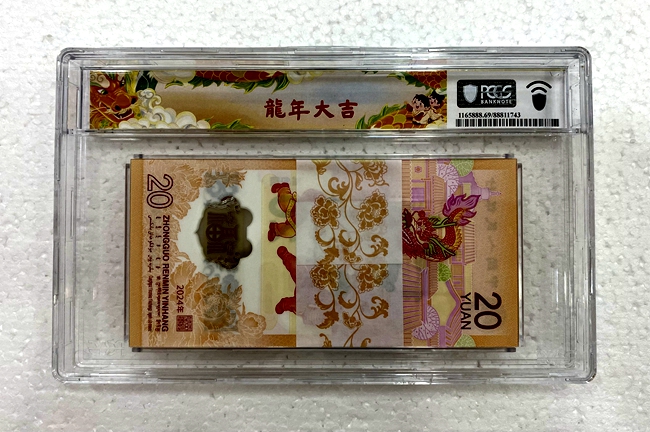 龍年大吉
PCGS
BANKNOTE
1165888.69/88811743
20
ZHONGGUO RENMIN YINHANG
2024年
20
YUAN